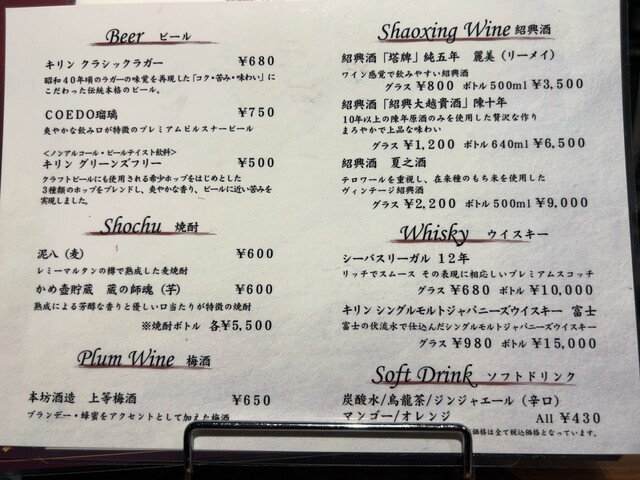 Beer ビール
キリン クラシックラガー ¥680
昭和40年頃のラガーの味覚を再現した「コク・苦み・味わい」に
こだわった伝統本格のビール。
COEDO瑠璃 ¥750
爽やかな飲み口が特徴のプレミアムピルスナービール
<ノンアルコール・ビールテイスト飲料>
キリン グリーンズフリー ¥500
クラフトビールにも使用される希少ホップをはじめとした
3種類のホップをブレンドし、爽やかな香り、ビールに近い苦みを
実現しました。
Shochu 焼酎
泥八（麦） ¥600
レミーマルタンの樽で熟成した麦焼酎
かめ壺貯蔵 蔵の師魂（芋） ¥600
熟成による芳醇な香りと優しい口当たりが特徴の焼酎
※焼酎ボトル 各¥5,500
Plum Wine 梅酒
本坊酒造 上等梅酒 ¥650
ブランデー・蜂蜜をアクセントとして加えた梅酒
Shaoxing Wine 紹興酒
紹興酒「塔牌」純五年 麗美（リーメイ）
ワイン感覚で飲みやすい紹興酒
グラス ¥800 ボトル500ml ¥3,500
紹興酒「紹興大越貴酒」陳十年
10年以上の陳年原酒のみを使用した贅沢な作り
まろやかで上品な味わい
グラス ¥1,200 ボトル640ml ¥6,500
紹興酒 夏之酒
テロワールを重視し、在来種のもち米を使用した
ヴィンテージ紹興酒
グラス ¥2,200 ボトル500ml ¥9,000
Whisky ウイスキー
シーバスリーガル 12年
リッチでスムース その表現に相応しいプレミアムスコッチ
グラス ¥680 ボトル ¥10,000
キリン シングルモルトジャパニーズウイスキー 富士
富士の伏流水で仕込んだシングルモルトジャパニーズウイスキー
グラス ¥980 ボトル ¥15,000
Soft Drink ソフトドリンク
炭酸水/烏龍茶/ジンジャエール（辛口）
マンゴー/オレンジ All ¥430
価格は全て税込価格となっています。